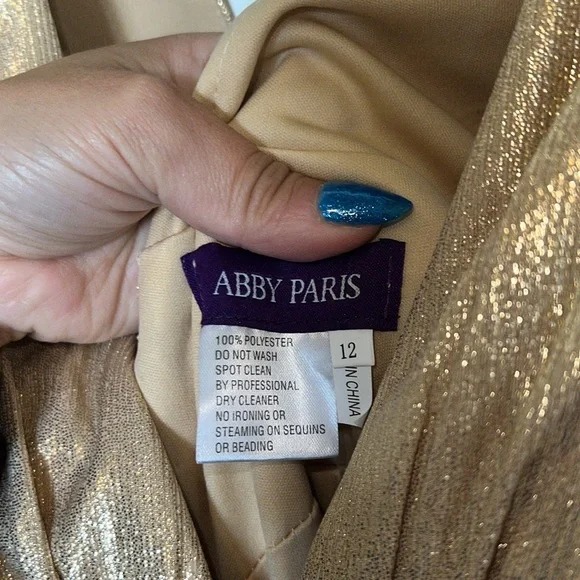 ABBY PARIS
100% POLYESTER
DO NOT WASH
SPOT CLEAN
BY PROFESSIONAL
DRY CLEANER
NO IRONING OR
STEAMING ON SEQUINS
OR BEADING
12
IN CHINA